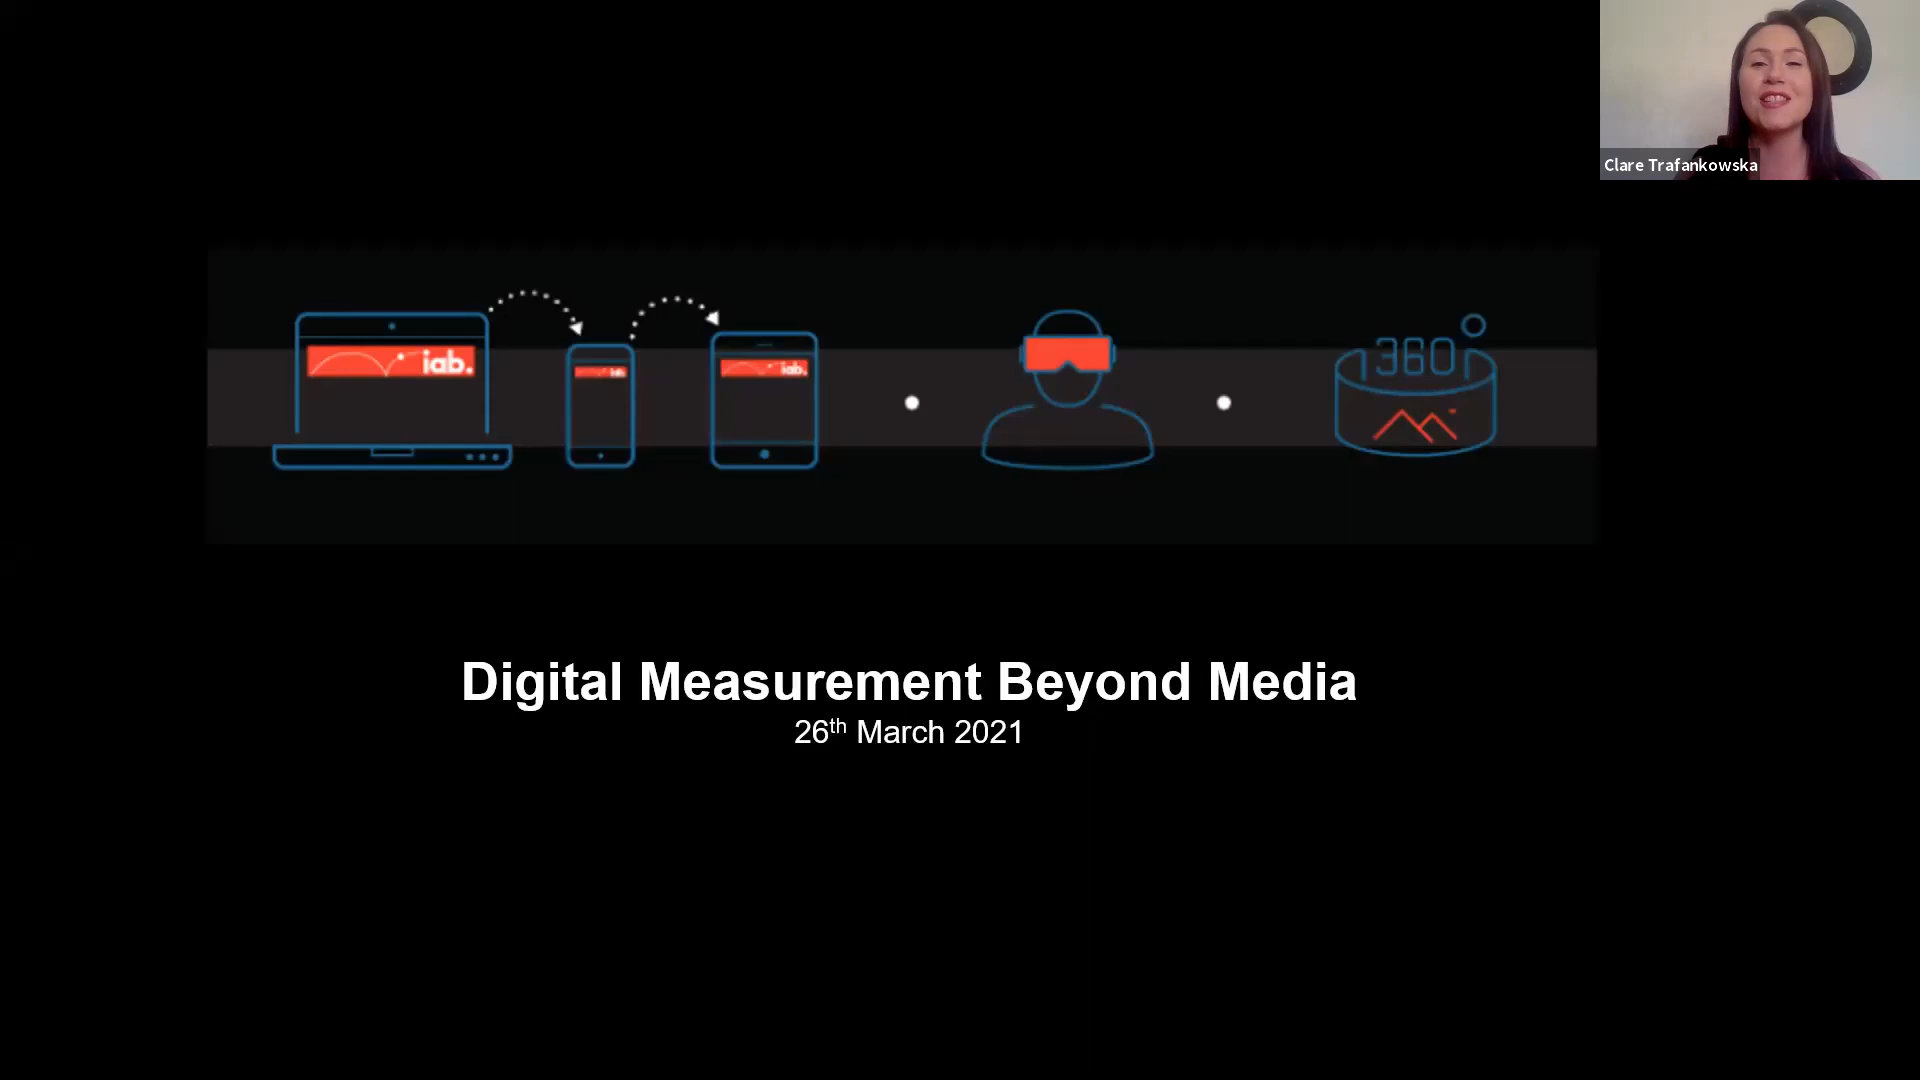 Clare Trafankowska
iab.
iab.
iab.
360
Digital Measurement Beyond Media
26th March 2021